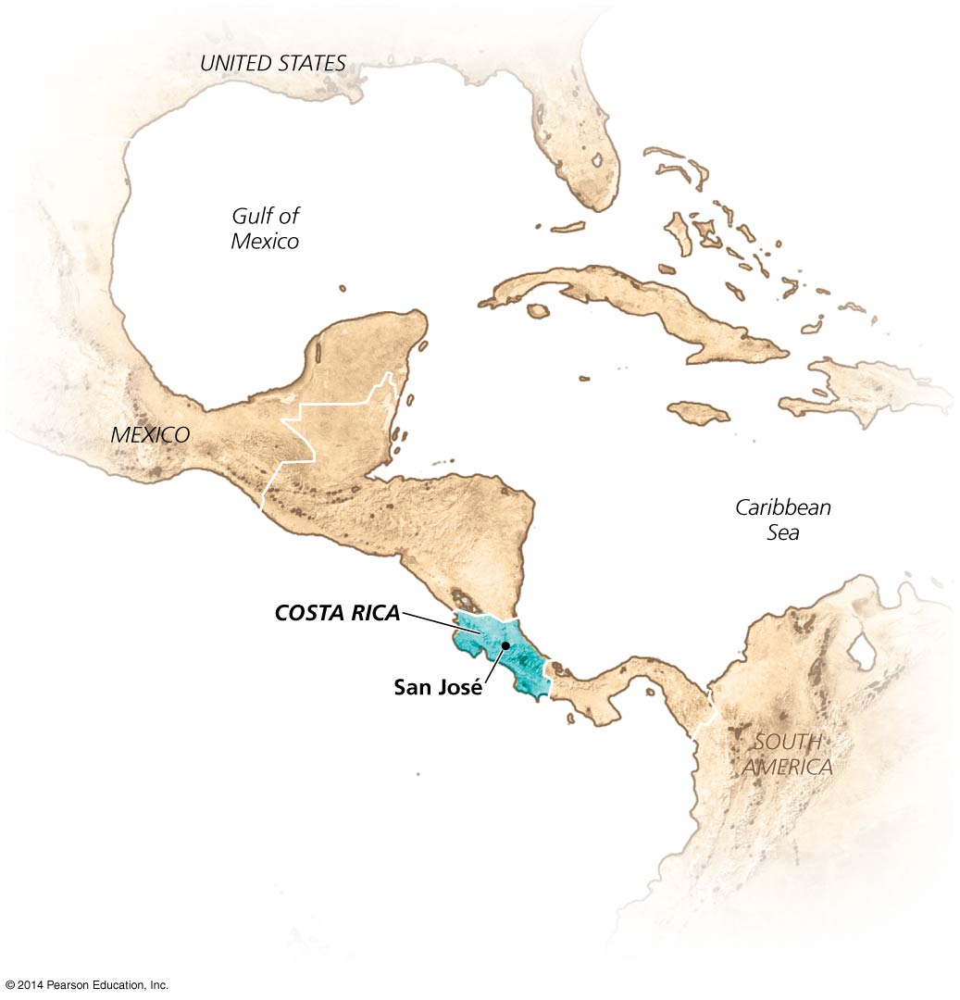 UNITED STATES
Gulf of
Mexico
MEXICO
Caribbean
Sea
COSTA RICA
San José
SOUTH
AMERICA
© 2014 Pearson Education, Inc.